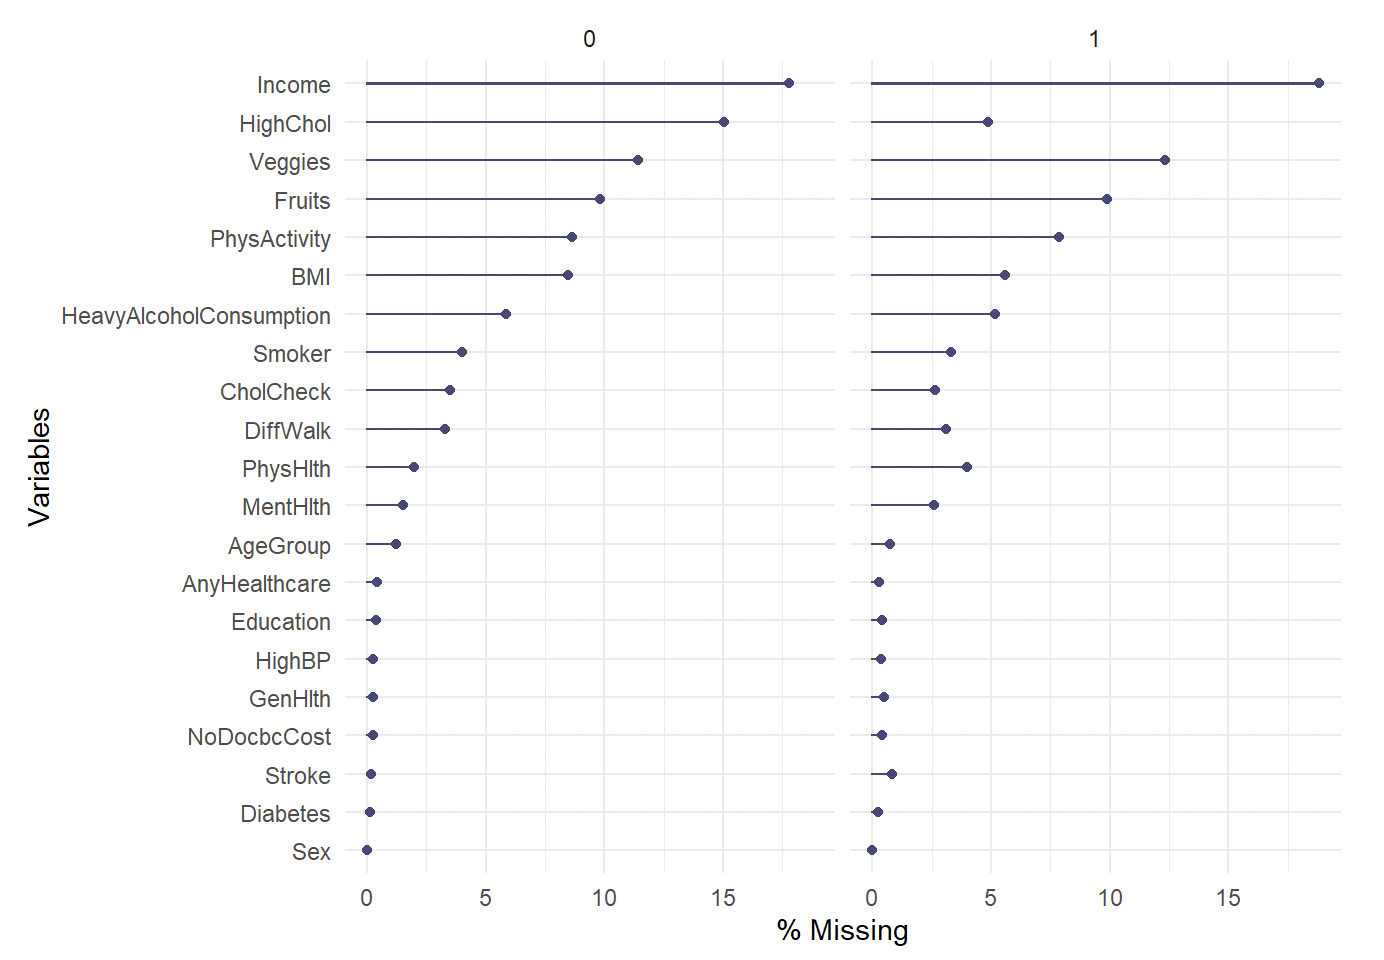 0 1
Income
HighChol
Veggies
Fruits
PhysActivity
BMI
HeavyAlcoholConsumption
Smoker
CholCheck
DiffWalk
PhysHlth
MentHlth
AgeGroup
AnyHealthcare
Education
HighBP
GenHlth
NoDocbcCost
Stroke
Diabetes
Sex
Variables
0 5 10 15 0 5 10 15
% Missing